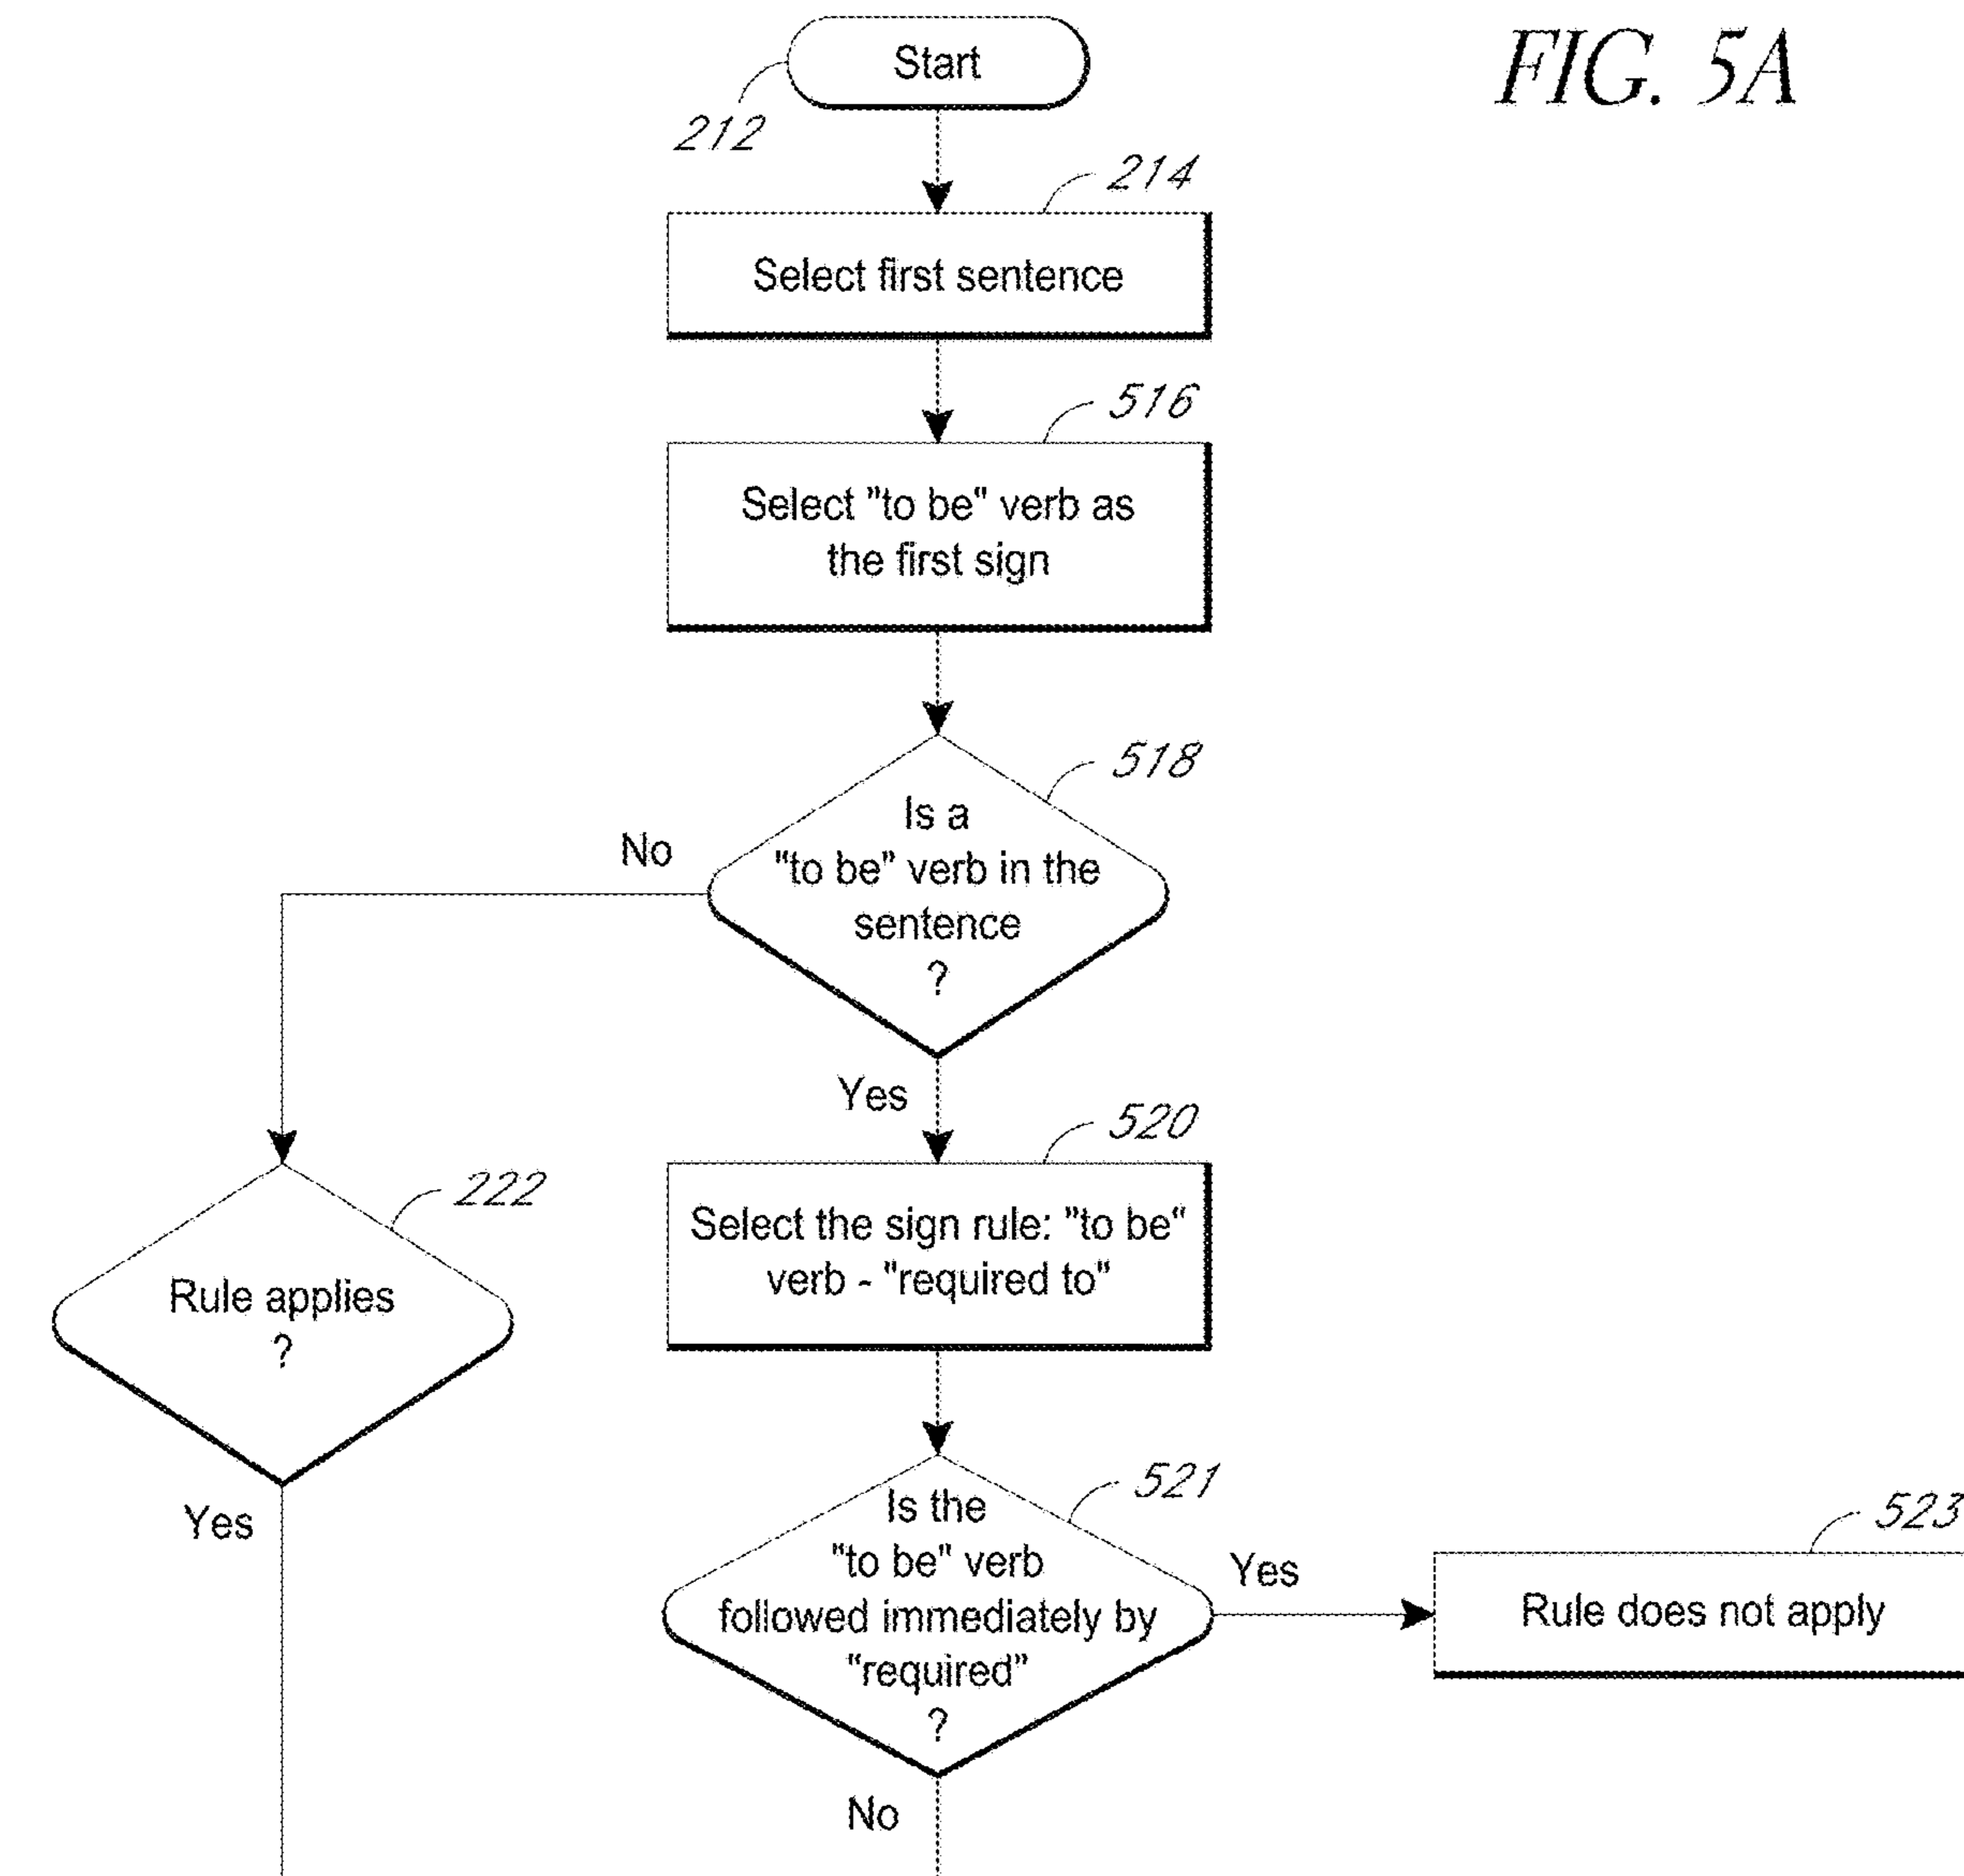 FIG. 5A
Start
212
214
Select first sentence
516
Select "to be" verb as
the first sign
518
Is a
"to be" verb in the
sentence
?
No
Yes
520
Select the sign rule: "to be"
verb - "required to"
222
Rule applies
?
Yes
521
Is the
"to be" verb
followed immediately by
"required"
?
Yes
523
Rule does not apply
No